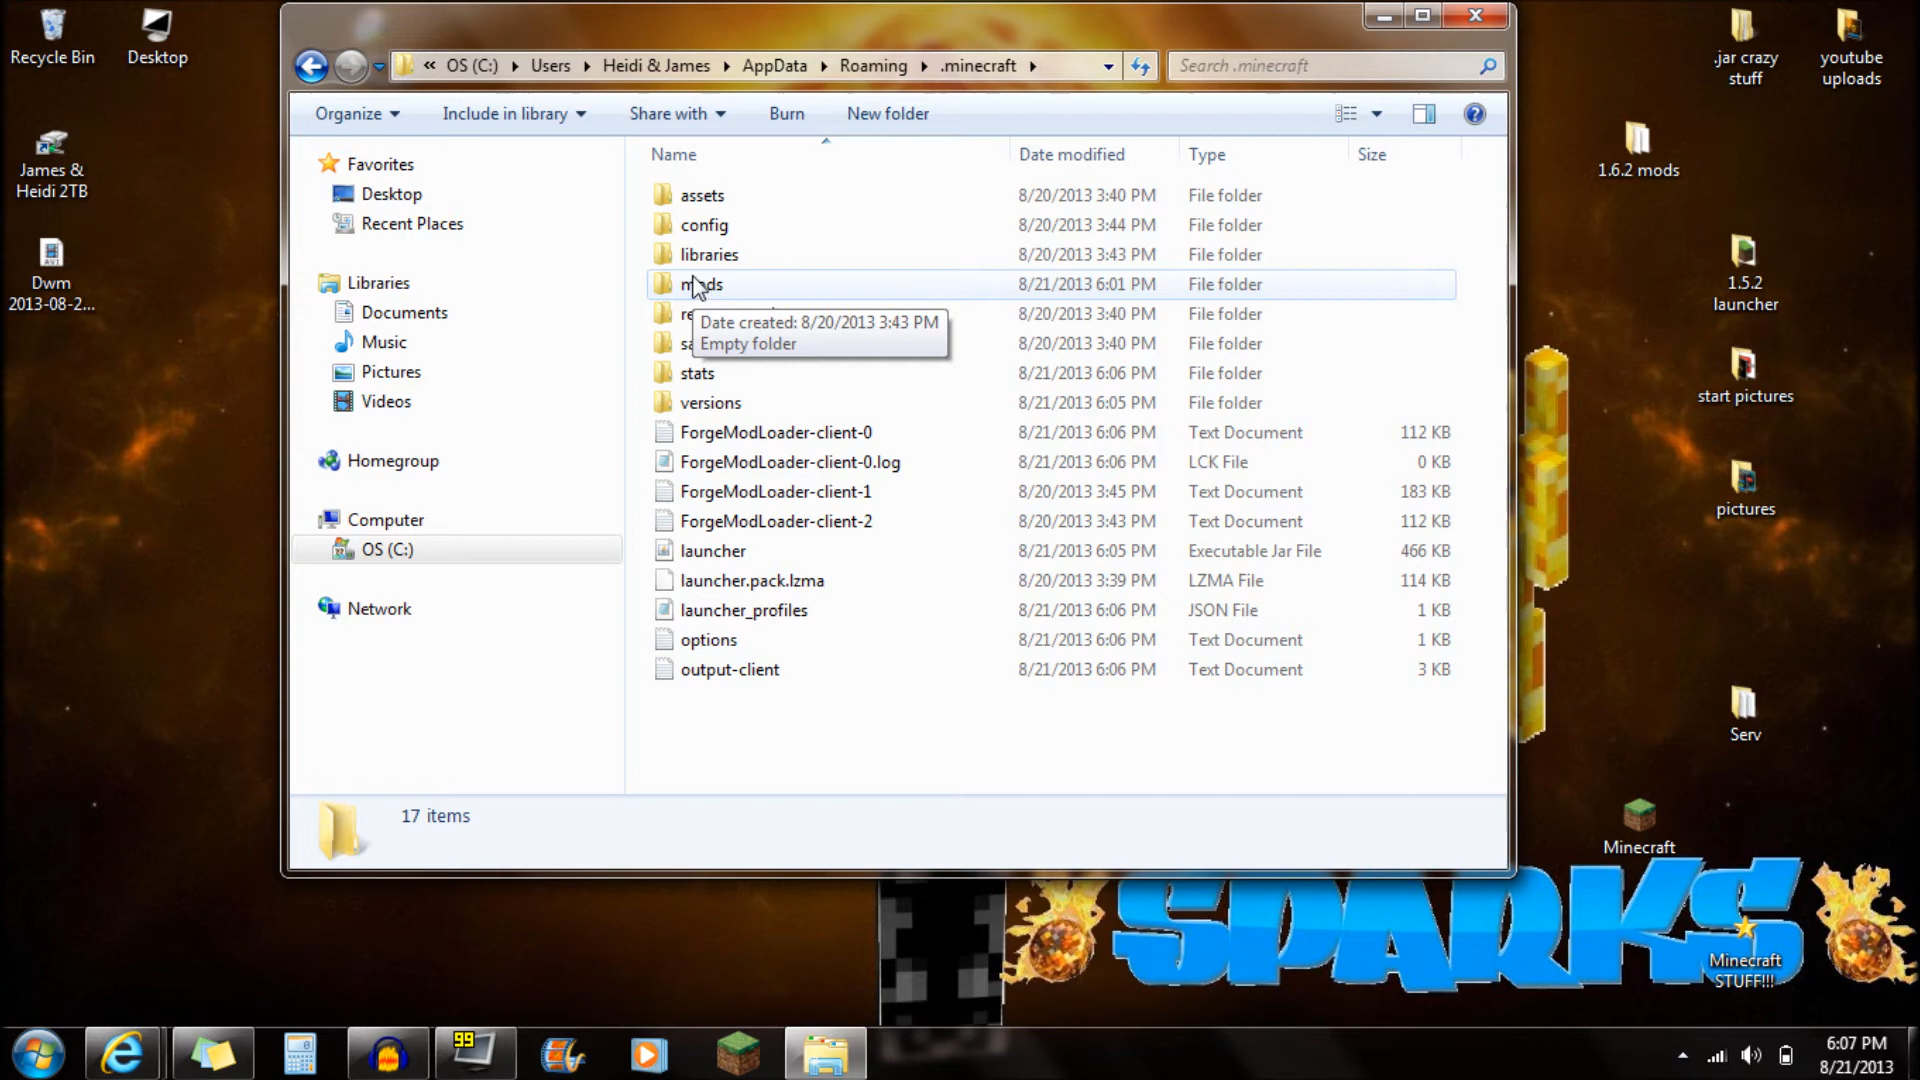 Recycle Bin
Desktop
James &
Heidi 2TB
Dwm
2013-08-2...
« OS (C:) Users Heidi & James AppData Roaming .minecraft
Search .minecraft
Organize Include in library Share with Burn New folder
Favorites
Desktop
Recent Places
Libraries
Documents
Music
Pictures
Videos
Homegroup
Computer
OS (C:)
Network
Name Date modified Type Size
assets 8/20/2013 3:40 PM File folder
config 8/20/2013 3:44 PM File folder
libraries 8/20/2013 3:43 PM File folder
mods 8/21/2013 6:01 PM File folder
8/20/2013 3:40 PM File folder
8/20/2013 3:40 PM File folder
Date created: 8/20/2013 3:43 PM
Empty folder
stats 8/21/2013 6:06 PM File folder
versions 8/21/2013 6:05 PM File folder
ForgeModLoader-client-0 8/21/2013 6:06 PM Text Document 112 KB
ForgeModLoader-client-0.log 8/21/2013 6:06 PM LCK File 0 KB
ForgeModLoader-client-1 8/20/2013 3:45 PM Text Document 183 KB
ForgeModLoader-client-2 8/20/2013 3:43 PM Text Document 112 KB
launcher 8/21/2013 6:05 PM Executable Jar File 466 KB
launcher.pack.lzma 8/20/2013 3:39 PM LZMA File 114 KB
launcher_profiles 8/21/2013 6:06 PM JSON File 1 KB
options 8/21/2013 6:06 PM Text Document 1 KB
output-client 8/21/2013 6:06 PM Text Document 3 KB
17 items
.jar crazy
stuff
youtube
uploads
1.6.2 mods
1.5.2
launcher
start pictures
pictures
Serv
Minecraft
SPARKS
Minecraft
STUFF!!!
99
6:07 PM
8/21/2013